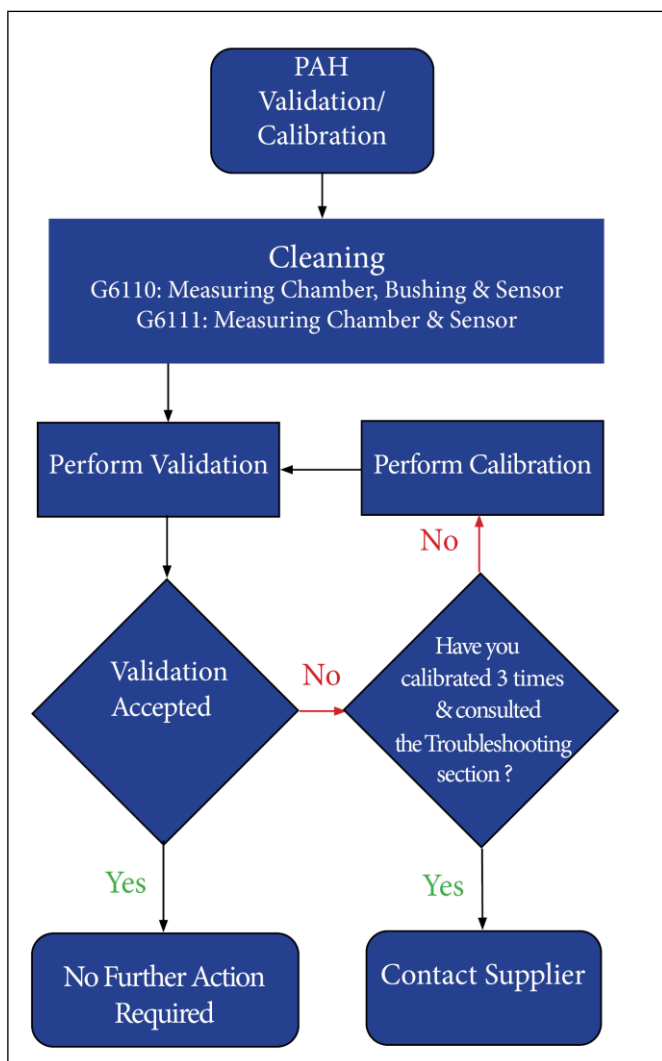 PAH
Validation/
Calibration
Cleaning
G6110: Measuring Chamber, Bushing & Sensor
G6111: Measuring Chamber & Sensor
Perform Validation
Perform Calibration
No
Validation
Accepted
No
Have you
calibrated 3 times
& consulted
the Troubleshooting
section ?
Yes
Yes
No Further Action
Required
Contact Supplier